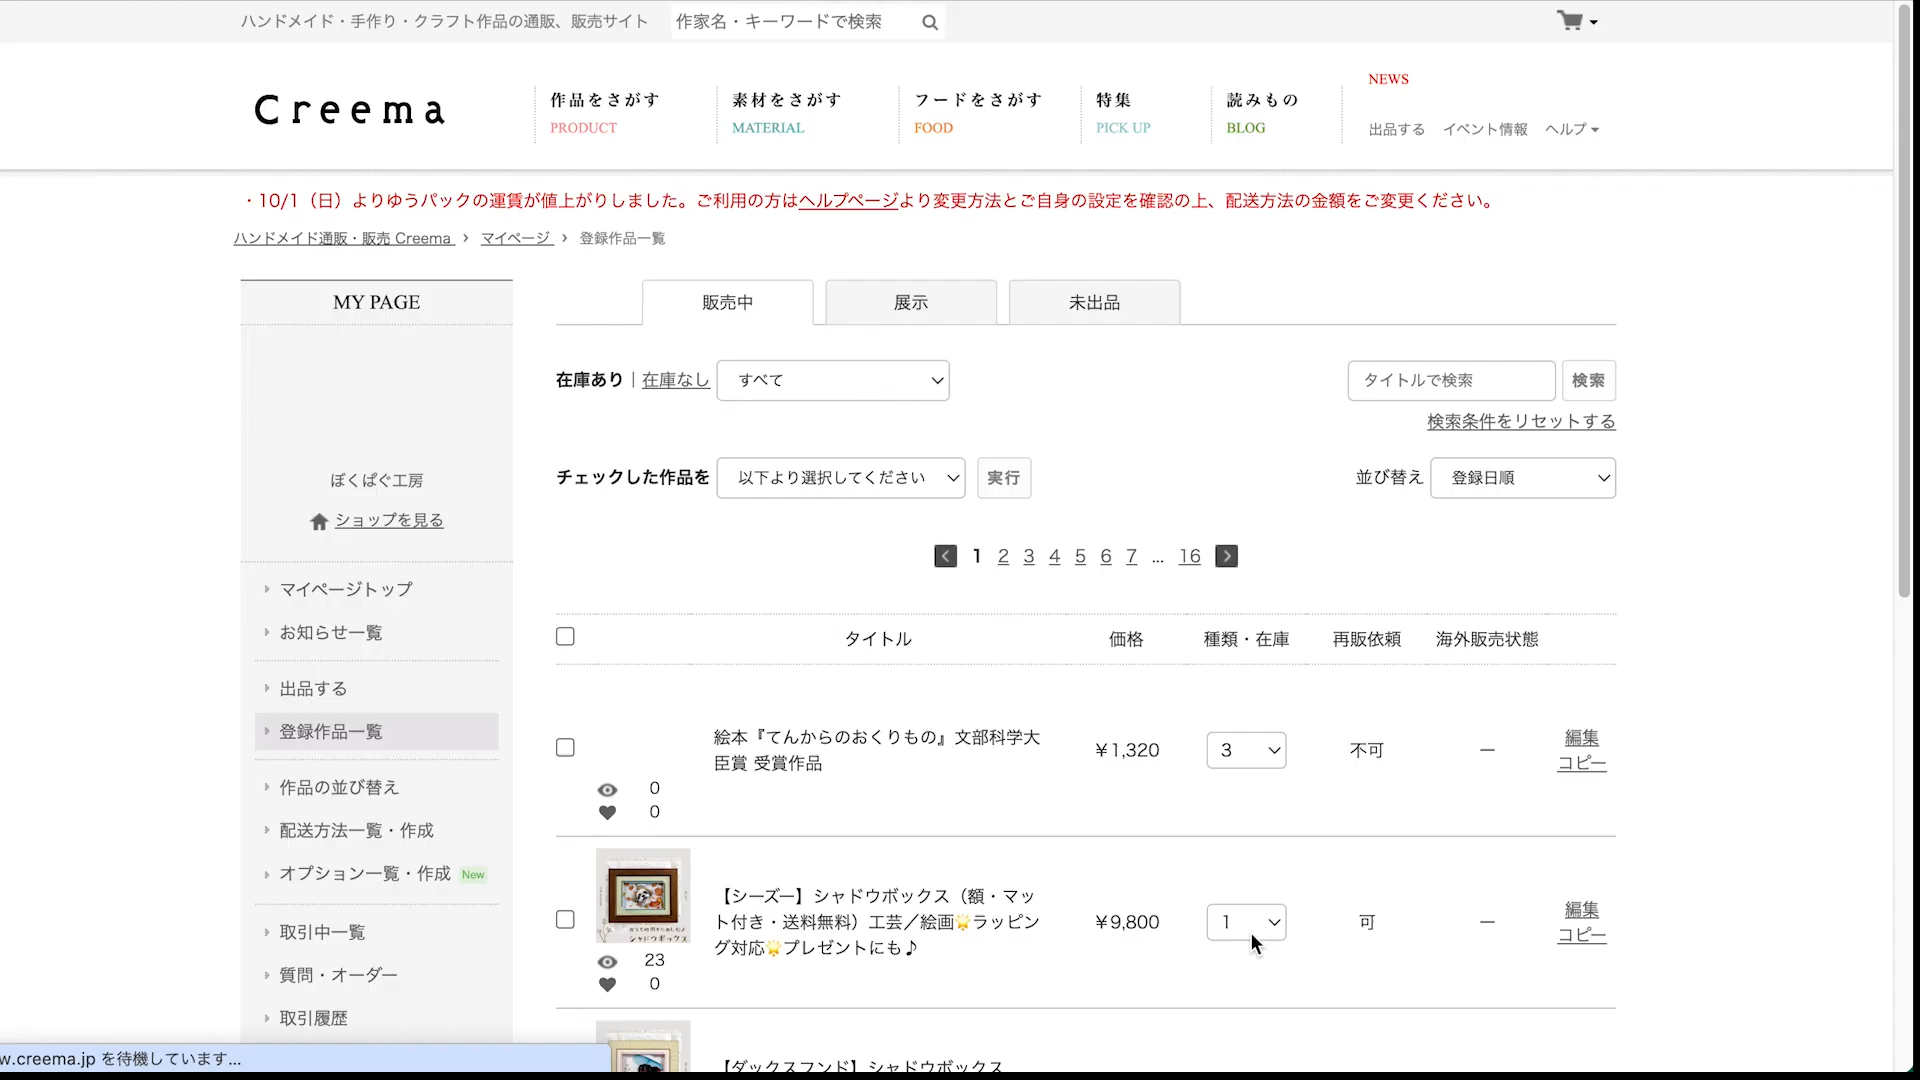 ハンドメイド・手作り・クラフト作品の通販、販売サイト
作家名・キーワードで検索
Creema
作品をさがす
PRODUCT
素材をさがす
MATERIAL
フードをさがす
FOOD
特集
PICK UP
読みもの
BLOG
NEWS
出品する
イベント情報
ヘルプ
・10/1（日）よりゆうパックの運賃が値上がりしました。ご利用の方はヘルプページより変更方法とご自身の設定を確認の上、配送方法の金額をご変更ください。
ハンドメイド通販・販売 Creema › マイページ › 登録作品一覧
MY PAGE
ぽくぱぐ工房
ショップを見る
マイページトップ
お知らせ一覧
出品する
登録作品一覧
作品の並び替え
配送方法一覧・作成
オプション一覧・作成 New
取引中一覧
質問・オーダー
取引履歴
販売中
展示
未出品
在庫あり | 在庫なし すべて
タイトルで検索 検索
検索条件をリセットする
チェックした作品を 以下より選択してください 実行
並び替え 登録日順
1 2 3 4 5 6 7 ... 16
タイトル 価格 種類・在庫 再販依頼 海外販売状態
絵本『てんからのおくりもの』文部科学大
臣賞 受賞作品
¥1,320 3 不可 ー
編集
コピー
0
0
シャドウボックス
【シーズー】シャドウボックス（額・マッ
ト付き・送料無料）工芸／絵画🌟ラッピン
グ対応🌟プレゼントにも♪
¥9,800 1 可 ー
編集
コピー
23
0
【ダックスフンド】シャドウボックス
w.creema.jp を待機しています...